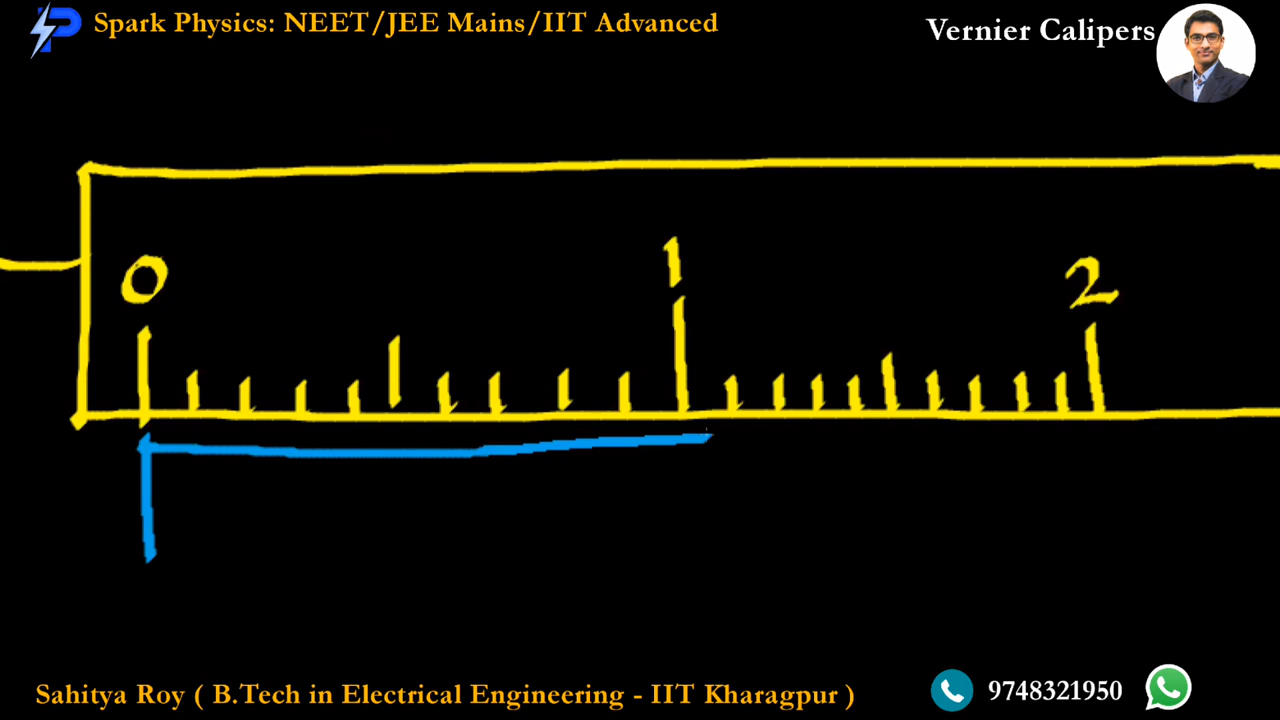 Spark Physics: NEET/JEE Mains/IIT Advanced
Vernier Calipers
0 1 2
Sahitya Roy ( B.Tech in Electrical Engineering - IIT Kharagpur )
9748321950